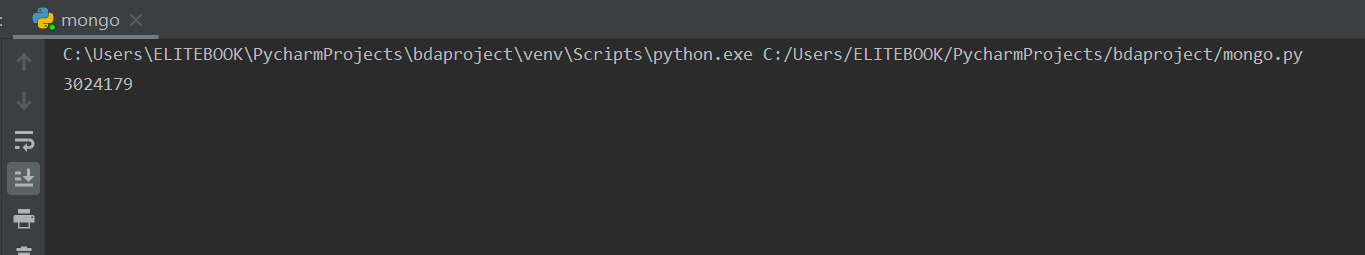 : mongo
C:\Users\ELITEBOOK\PycharmProjects\bdaproject\venv\Scripts\python.exe C:/Users/ELITEBOOK/PycharmProjects/bdaproject/mongo.py
3024179